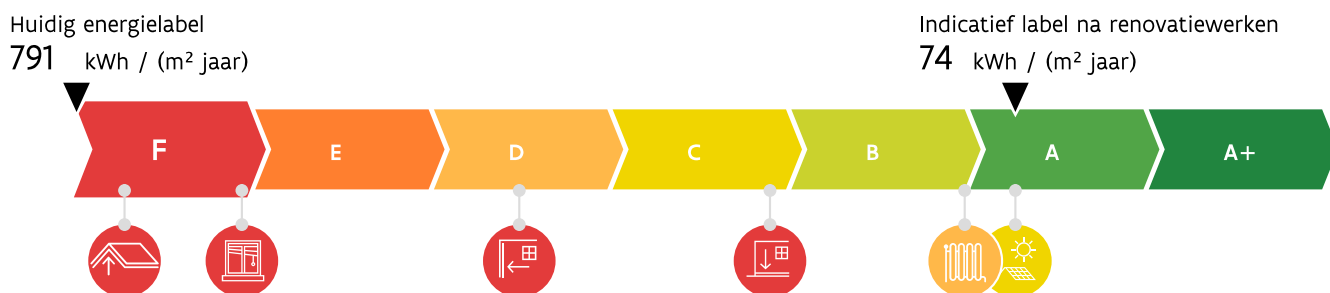 Huidig energielabel
791 kWh / (m² jaar)
Indicatief label na renovatiewerken
74 kWh / (m² jaar)
F E D C B A A+